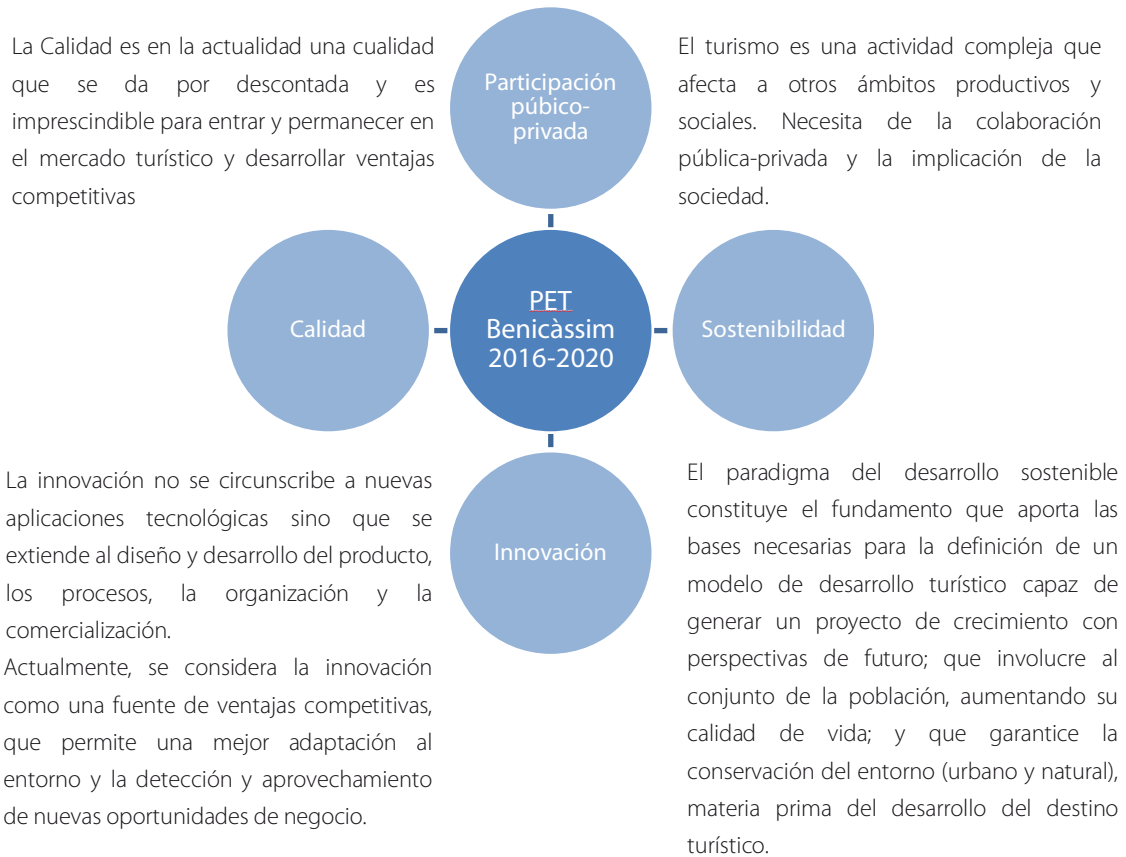 La Calidad es en la actualidad una cualidad
que se da por descontada y es
imprescindible para entrar y permanecer en
el mercado turístico y desarrollar ventajas
competitivas
Participación
púbico-
privada
El turismo es una actividad compleja que
afecta a otros ámbitos productivos y
sociales. Necesita de la colaboración
pública-privada y la implicación de la
sociedad.
Calidad
PET
Benicàssim
2016-2020
Sostenibilidad
La innovación no se circunscribe a nuevas
aplicaciones tecnológicas sino que se
extiende al diseño y desarrollo del producto,
los procesos, la organización y la
comercialización.
Actualmente, se considera la innovación
como una fuente de ventajas competitivas,
que permite una mejor adaptación al
entorno y la detección y aprovechamiento
de nuevas oportunidades de negocio.
Innovación
El paradigma del desarrollo sostenible
constituye el fundamento que aporta las
bases necesarias para la definición de un
modelo de desarrollo turístico capaz de
generar un proyecto de crecimiento con
perspectivas de futuro; que involucre al
conjunto de la población, aumentando su
calidad de vida; y que garantice la
conservación del entorno (urbano y natural),
materia prima del desarrollo del destino
turístico.